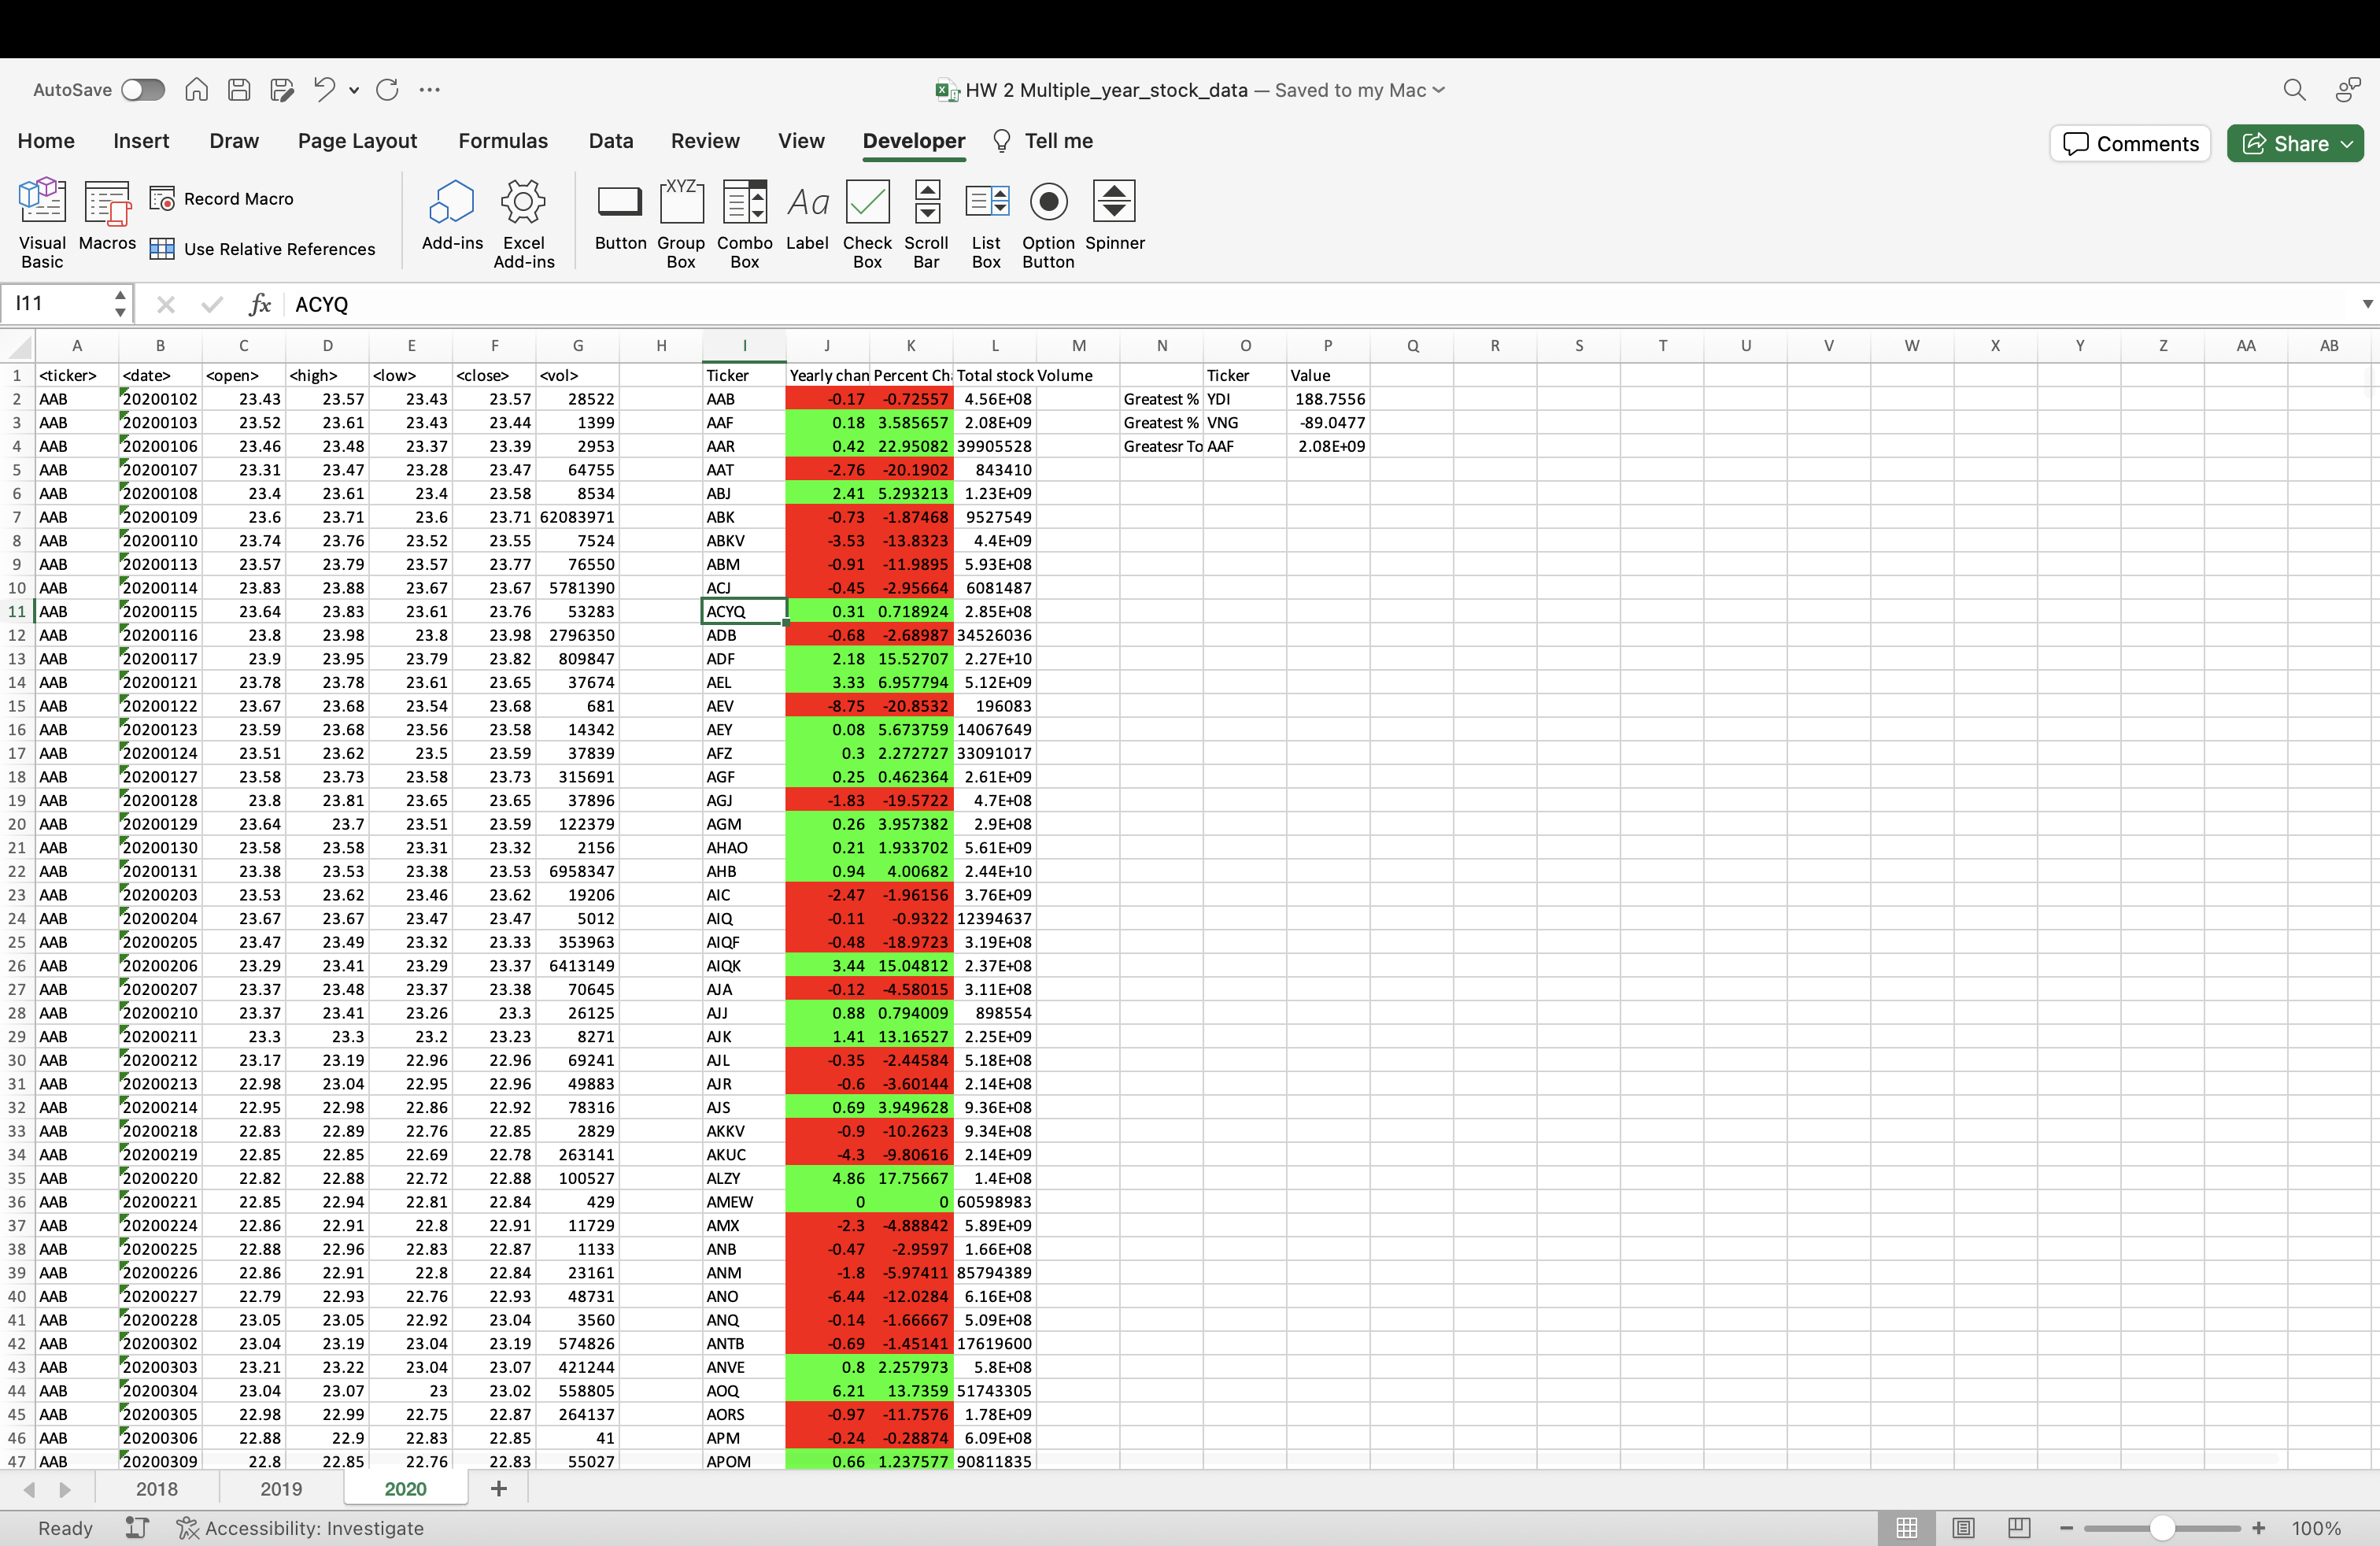 AutoSave HW 2 Multiple_year_stock_data — Saved to my Mac
Home Insert Draw Page Layout Formulas Data Review View Developer Tell me Comments Share
Visual Basic Macros Record Macro Use Relative References Add-ins Excel Add-ins Button Group Box Combo Box Label Check Box Scroll Bar List Box Option Button Spinner
XYZ Aa
I11 fx ACYQ
A B C D E F G H I J K L M N O P Q R S T U V W X Y Z AA AB
1 <ticker> <date> <open> <high> <low> <close> <vol> Ticker Yearly chan Percent Ch Total stock Volume Ticker Value
2 AAB 20200102 23.43 23.57 23.43 23.57 28522 AAB -0.17 -0.72557 4.56E+08 Greatest % YDI 188.7556
3 AAB 20200103 23.52 23.61 23.43 23.44 1399 AAF 0.18 3.585657 2.08E+09 Greatest % VNG -89.0477
4 AAB 20200106 23.46 23.48 23.37 23.39 2953 AAR 0.42 22.95082 39905528 Greatesr To AAF 2.08E+09
5 AAB 20200107 23.31 23.47 23.28 23.47 64755 AAT -2.76 -20.1902 843410
6 AAB 20200108 23.4 23.61 23.4 23.58 8534 ABJ 2.41 5.293213 1.23E+09
7 AAB 20200109 23.6 23.71 23.6 23.71 62083971 ABK -0.73 -1.87468 9527549
8 AAB 20200110 23.74 23.76 23.52 23.55 7524 ABKV -3.53 -13.8323 4.4E+09
9 AAB 20200113 23.57 23.79 23.57 23.77 76550 ABM -0.91 -11.9895 5.93E+08
10 AAB 20200114 23.83 23.88 23.67 23.67 5781390 ACJ -0.45 -2.95664 6081487
11 AAB 20200115 23.64 23.83 23.61 23.76 53283 ACYQ 0.31 0.718924 2.85E+08
12 AAB 20200116 23.8 23.98 23.8 23.98 2796350 ADB -0.68 -2.68987 34526036
13 AAB 20200117 23.9 23.95 23.79 23.82 809847 ADF 2.18 15.52707 2.27E+10
14 AAB 20200121 23.78 23.78 23.61 23.65 37674 AEL 3.33 6.957794 5.12E+09
15 AAB 20200122 23.67 23.68 23.54 23.68 681 AEV -8.75 -20.8532 196083
16 AAB 20200123 23.59 23.68 23.56 23.58 14342 AEY 0.08 5.673759 14067649
17 AAB 20200124 23.51 23.62 23.5 23.59 37839 AFZ 0.3 2.272727 33091017
18 AAB 20200127 23.58 23.73 23.58 23.73 315691 AGF 0.25 0.462364 2.61E+09
19 AAB 20200128 23.8 23.81 23.65 23.65 37896 AGJ -1.83 -19.5722 4.7E+08
20 AAB 20200129 23.64 23.7 23.51 23.59 122379 AGM 0.26 3.957382 2.9E+08
21 AAB 20200130 23.58 23.58 23.31 23.32 2156 AHAO 0.21 1.933702 5.61E+09
22 AAB 20200131 23.38 23.53 23.38 23.53 6958347 AHB 0.94 4.00682 2.44E+10
23 AAB 20200203 23.53 23.62 23.46 23.62 19206 AIC -2.47 -1.96156 3.76E+09
24 AAB 20200204 23.67 23.67 23.47 23.47 5012 AIQ -0.11 -0.9322 12394637
25 AAB 20200205 23.47 23.49 23.32 23.33 353963 AIQF -0.48 -18.9723 3.19E+08
26 AAB 20200206 23.29 23.41 23.29 23.37 6413149 AIQK 3.44 15.04812 2.37E+08
27 AAB 20200207 23.37 23.48 23.37 23.38 70645 AJA -0.12 -4.58015 3.11E+08
28 AAB 20200210 23.37 23.41 23.26 23.3 26125 AJJ 0.88 0.794009 898554
29 AAB 20200211 23.3 23.3 23.2 23.23 8271 AJK 1.41 13.16527 2.25E+09
30 AAB 20200212 23.17 23.19 22.96 22.96 69241 AJL -0.35 -2.44584 5.18E+08
31 AAB 20200213 22.98 23.04 22.95 22.96 49883 AJR -0.6 -3.60144 2.14E+08
32 AAB 20200214 22.95 22.98 22.86 22.92 78316 AJS 0.69 3.949628 9.36E+08
33 AAB 20200218 22.83 22.89 22.76 22.85 2829 AKKV -0.9 -10.2623 9.34E+08
34 AAB 20200219 22.85 22.85 22.69 22.78 263141 AKUC -4.3 -9.80616 2.14E+09
35 AAB 20200220 22.82 22.88 22.72 22.88 100527 ALZY 4.86 17.75667 1.4E+08
36 AAB 20200221 22.85 22.94 22.81 22.84 429 AMEW 0 0 60598983
37 AAB 20200224 22.86 22.91 22.8 22.91 11729 AMX -2.3 -4.88842 5.89E+09
38 AAB 20200225 22.88 22.96 22.83 22.87 1133 ANB -0.47 -2.9597 1.66E+08
39 AAB 20200226 22.86 22.91 22.8 22.84 23161 ANM -1.8 -5.97411 85794389
40 AAB 20200227 22.79 22.93 22.76 22.93 48731 ANO -6.44 -12.0284 6.16E+08
41 AAB 20200228 23.05 23.05 22.92 23.04 3560 ANQ -0.14 -1.66667 5.09E+08
42 AAB 20200302 23.04 23.19 23.04 23.19 574826 ANTB -0.69 -1.45141 17619600
43 AAB 20200303 23.21 23.22 23.04 23.07 421244 ANVE 0.8 2.257973 5.8E+08
44 AAB 20200304 23.04 23.07 23 23.02 558805 AOQ 6.21 13.7359 51743305
45 AAB 20200305 22.98 22.99 22.75 22.87 264137 AORS -0.97 -11.7576 1.78E+09
46 AAB 20200306 22.88 22.9 22.83 22.85 41 APM -0.24 -0.28874 6.09E+08
47 AAB 20200309 22.8 22.85 22.76 22.83 55027 APOM 0.66 1.237577 90811835
2018 2019 2020 +
Ready Accessibility: Investigate 100%